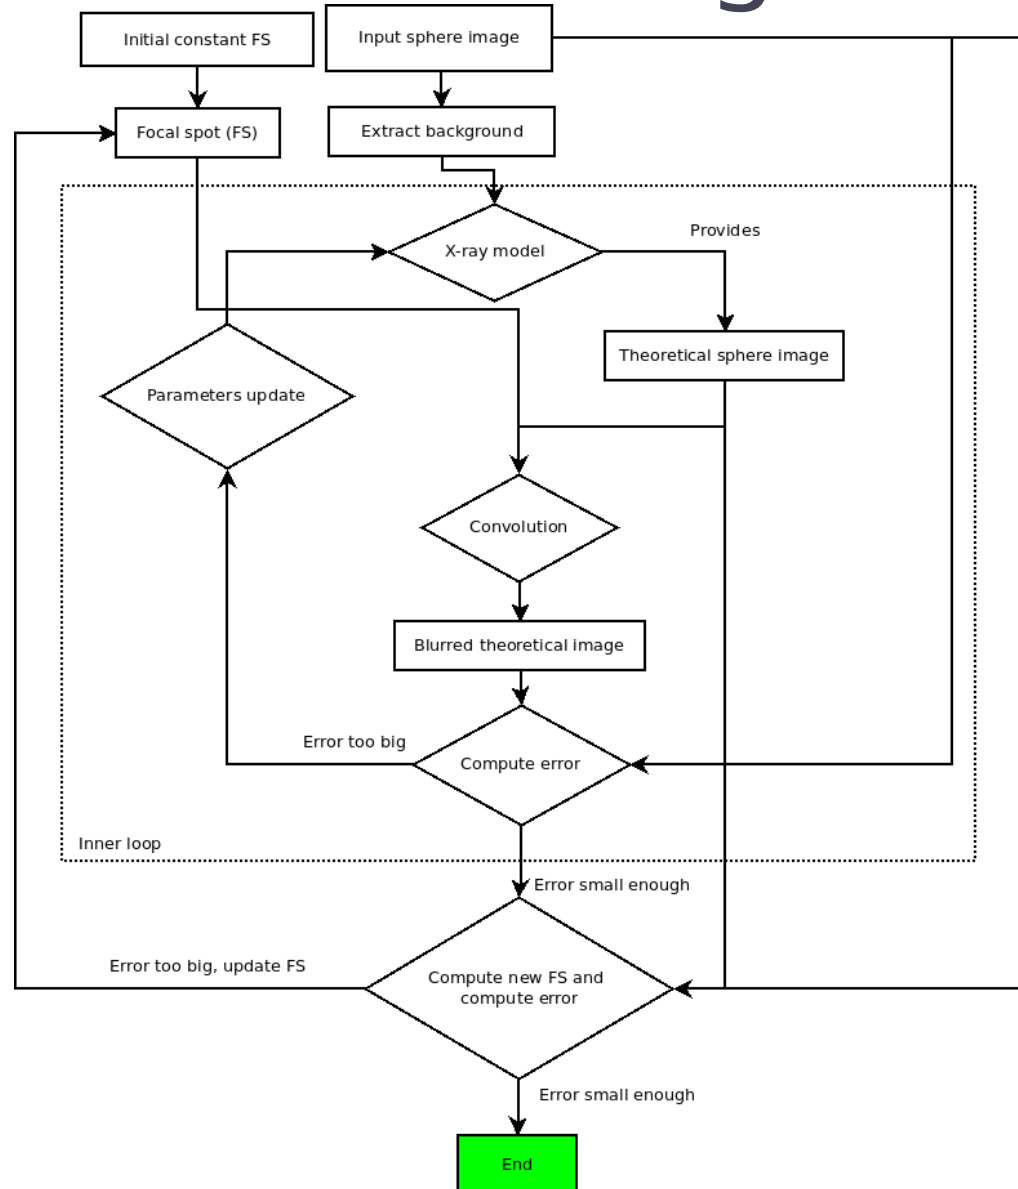 Initial constant FS
Input sphere image
Focal spot (FS)
Extract background
X-ray model
Provides
Theoretical sphere image
Parameters update
Convolution
Blurred theoretical image
Error too big
Compute error
Inner loop
Error small enough
Error too big, update FS
Compute new FS and
compute error
Error small enough
End